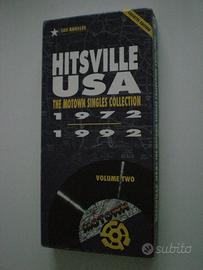 LOS ANGELES
HITSVILLE
USA
THE MOTOWN SINGLES COLLECTION
1972
1992
VOLUME TWO
subito